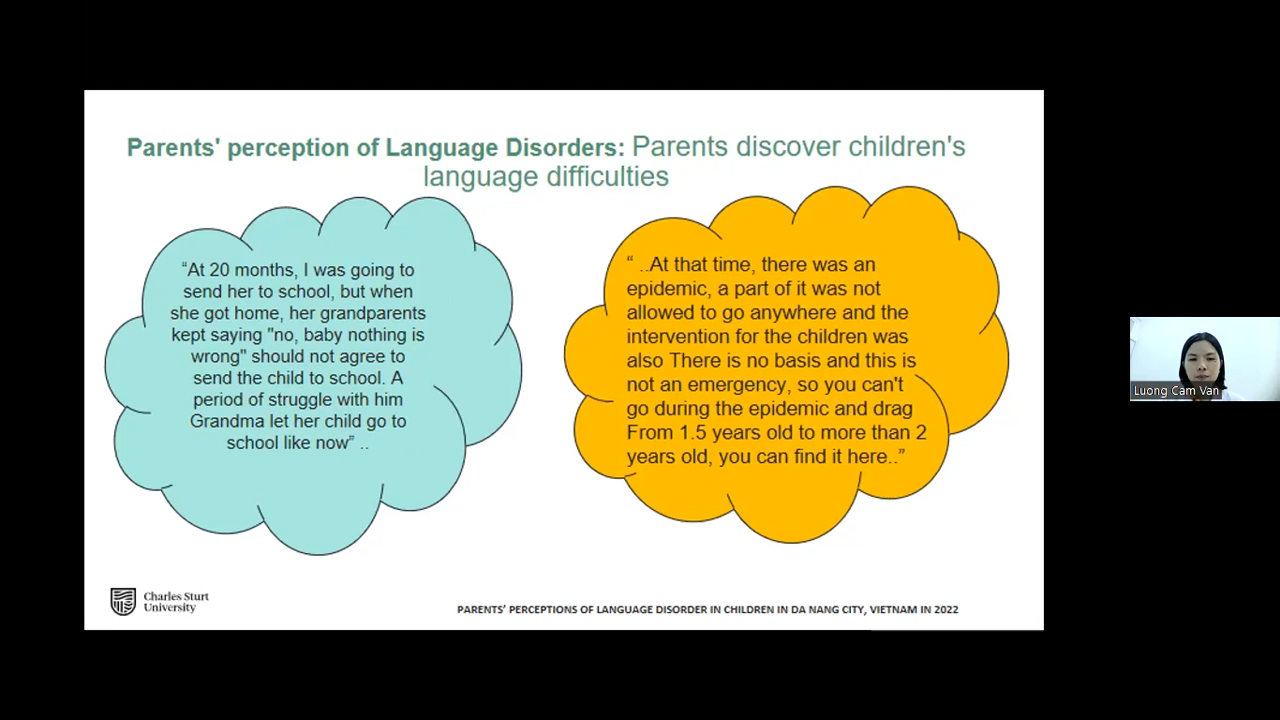 Parents' perception of Language Disorders: Parents discover children's
language difficulties
“At 20 months, I was going to
send her to school, but when
she got home, her grandparents
kept saying "no, baby nothing is
wrong" should not agree to
send the child to school. A
period of struggle with him
Grandma let her child go to
school like now” ..
“ ..At that time, there was an
epidemic, a part of it was not
allowed to go anywhere and the
intervention for the children was
also There is no basis and this is
not an emergency, so you can't
go during the epidemic and drag
From 1.5 years old to more than 2
years old, you can find it here..”
Charles Sturt
University
PARENTS’ PERCEPTIONS OF LANGUAGE DISORDER IN CHILDREN IN DA NANG CITY, VIETNAM IN 2022
Luong Cam Van